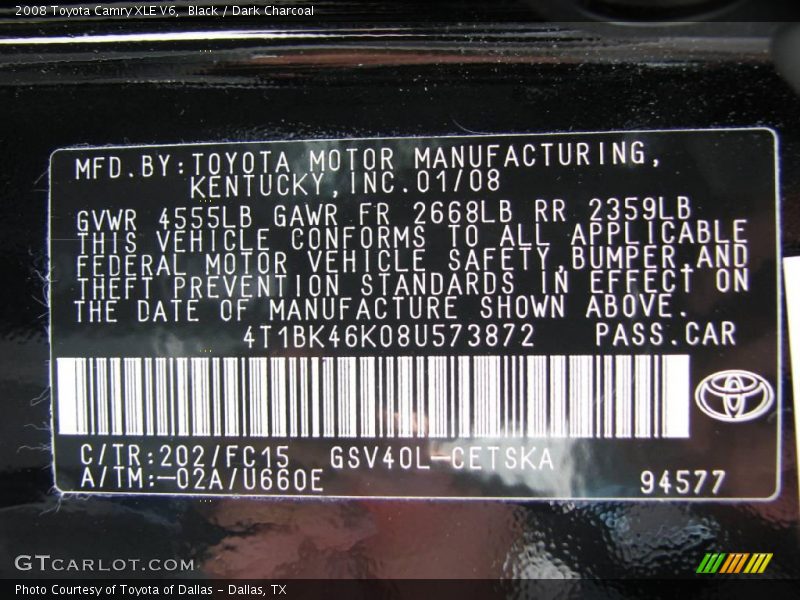 2008 Toyota Camry XLE V6, Black / Dark Charcoal
MFD.BY:TOYOTA MOTOR MANUFACTURING,
KENTUCKY,INC.01/08
GVWR 4555LB GAWR FR 2668LB RR 2359LB
THIS VEHICLE CONFORMS TO ALL APPLICABLE
FEDERAL MOTOR VEHICLE SAFETY,BUMPER,AND
THEFT PREVENTION STANDARDS IN EFFECT ON
THE DATE OF MANUFACTURE SHOWN ABOVE.
4T1BK46K08U573872 PASS.CAR
C/TR:202/FC15 GSV40L-CETSKA
A/TM:-02A/U660E 94577
GTCARLOT.COM
Photo Courtesy of Toyota of Dallas - Dallas, TX